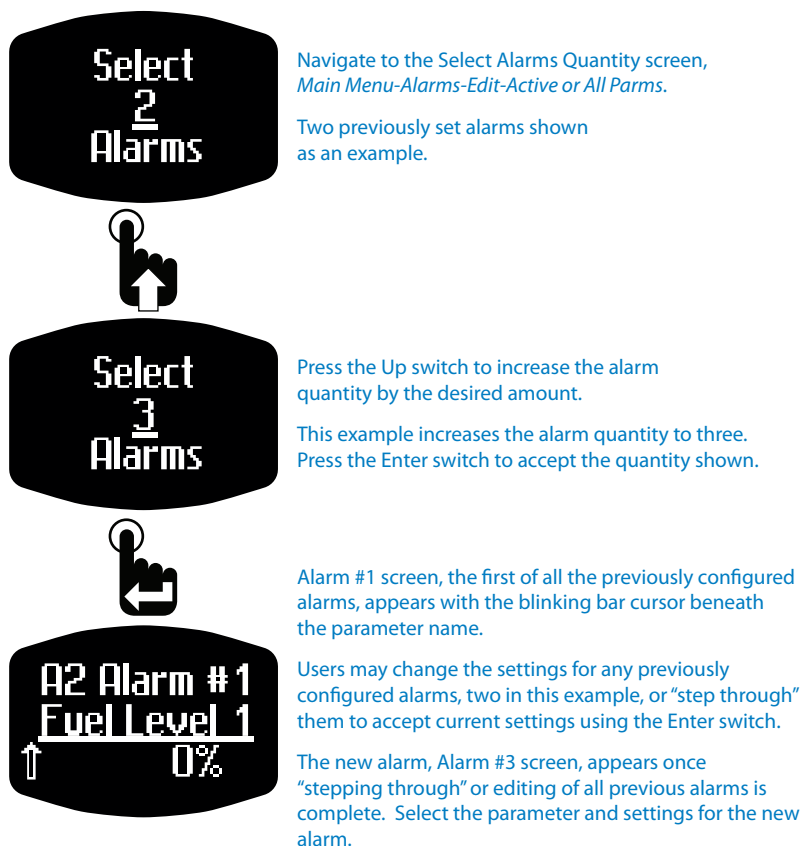 Select
2
Alarms
Navigate to the Select Alarms Quantity screen,
Main Menu-Alarms-Edit-Active or All Parms.
Two previously set alarms shown
as an example.
Select
3
Alarms
Press the Up switch to increase the alarm
quantity by the desired amount.
This example increases the alarm quantity to three.
Press the Enter switch to accept the quantity shown.
A2 Alarm #1
Fuel Level 1
⇑ 0%
Alarm #1 screen, the first of all the previously configured
alarms, appears with the blinking bar cursor beneath
the parameter name.
Users may change the settings for any previously
configured alarms, two in this example, or “step through”
them to accept current settings using the Enter switch.
The new alarm, Alarm #3 screen, appears once
“stepping through” or editing of all previous alarms is
complete. Select the parameter and settings for the new
alarm.